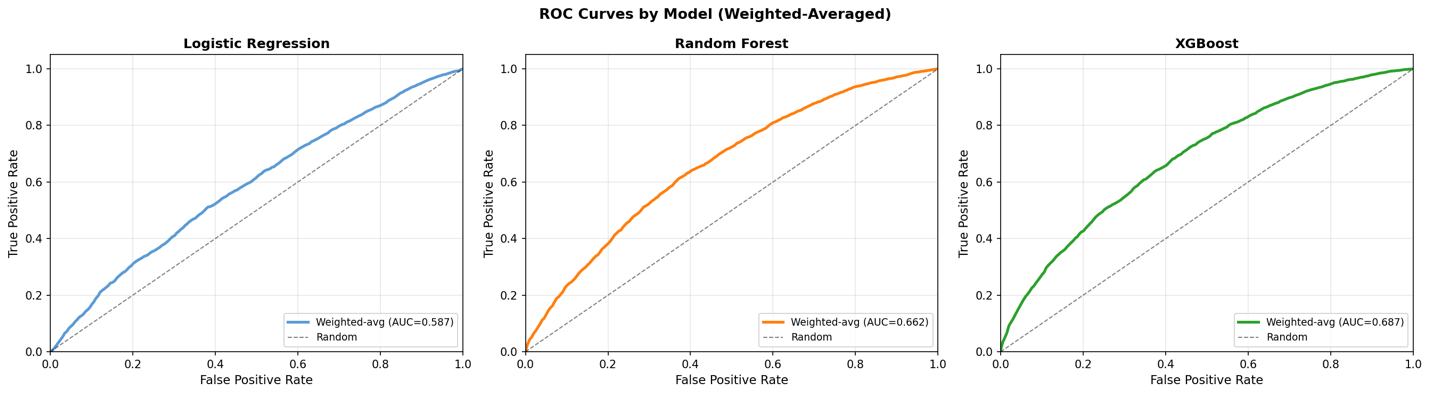 ROC Curves by Model (Weighted-Averaged)
Logistic Regression
True Positive Rate
1.0
0.8
0.6
0.4
0.2
0.0
Weighted-avg (AUC=0.587)
Random
0.0 0.2 0.4 0.6 0.8 1.0
False Positive Rate
Random Forest
True Positive Rate
1.0
0.8
0.6
0.4
0.2
0.0
Weighted-avg (AUC=0.662)
Random
0.0 0.2 0.4 0.6 0.8 1.0
False Positive Rate
XGBoost
True Positive Rate
1.0
0.8
0.6
0.4
0.2
0.0
Weighted-avg (AUC=0.687)
Random
0.0 0.2 0.4 0.6 0.8 1.0
False Positive Rate